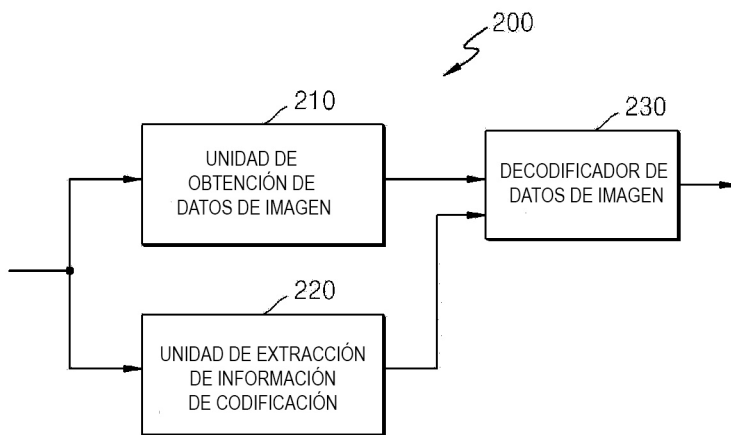 200
210
UNIDAD DE
OBTENCIÓN DE
DATOS DE IMAGEN
230
DECODIFICADOR DE
DATOS DE IMAGEN
220
UNIDAD DE EXTRACCIÓN
DE INFORMACIÓN
DE CODIFICACIÓN